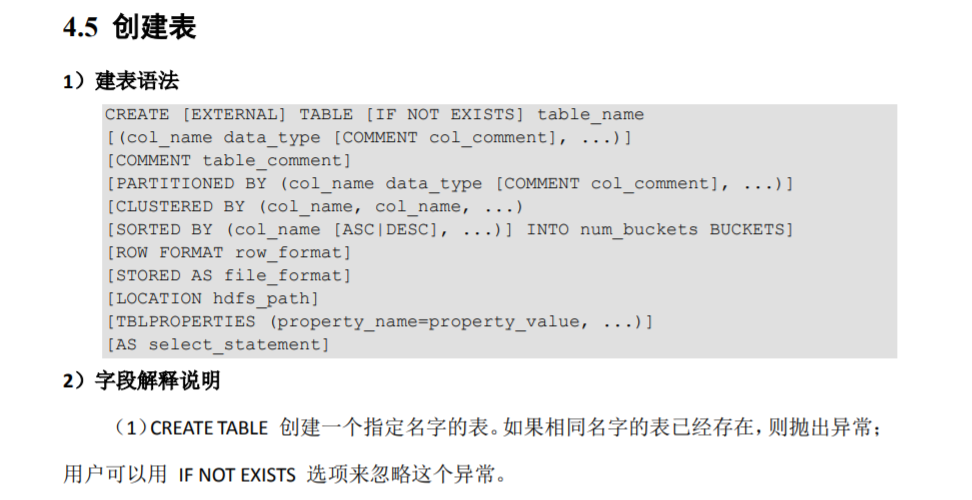 4.5 创建表
1）建表语法
CREATE [EXTERNAL] TABLE [IF NOT EXISTS] table_name
[(col_name data_type [COMMENT col_comment], ...)]
[COMMENT table_comment]
[PARTITIONED BY (col_name data_type [COMMENT col_comment], ...)]
[CLUSTERED BY (col_name, col_name, ...)
[SORTED BY (col_name [ASC|DESC], ...)] INTO num_buckets BUCKETS]
[ROW FORMAT row_format]
[STORED AS file_format]
[LOCATION hdfs_path]
[TBLPROPERTIES (property_name=property_value, ...)]
[AS select_statement]
2）字段解释说明
（1）CREATE TABLE 创建一个指定名字的表。如果相同名字的表已经存在，则抛出异常；
用户可以用 IF NOT EXISTS 选项来忽略这个异常。